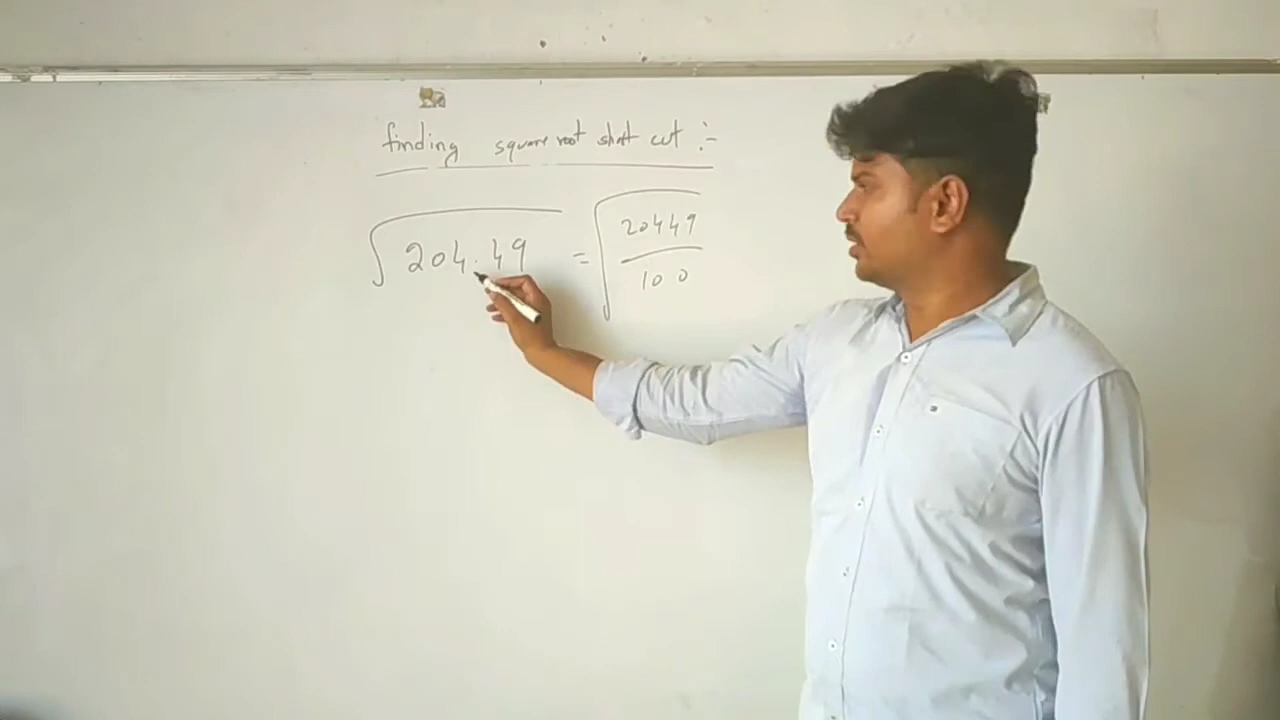 finding square root short cut :-
√204.49 = √20449/100